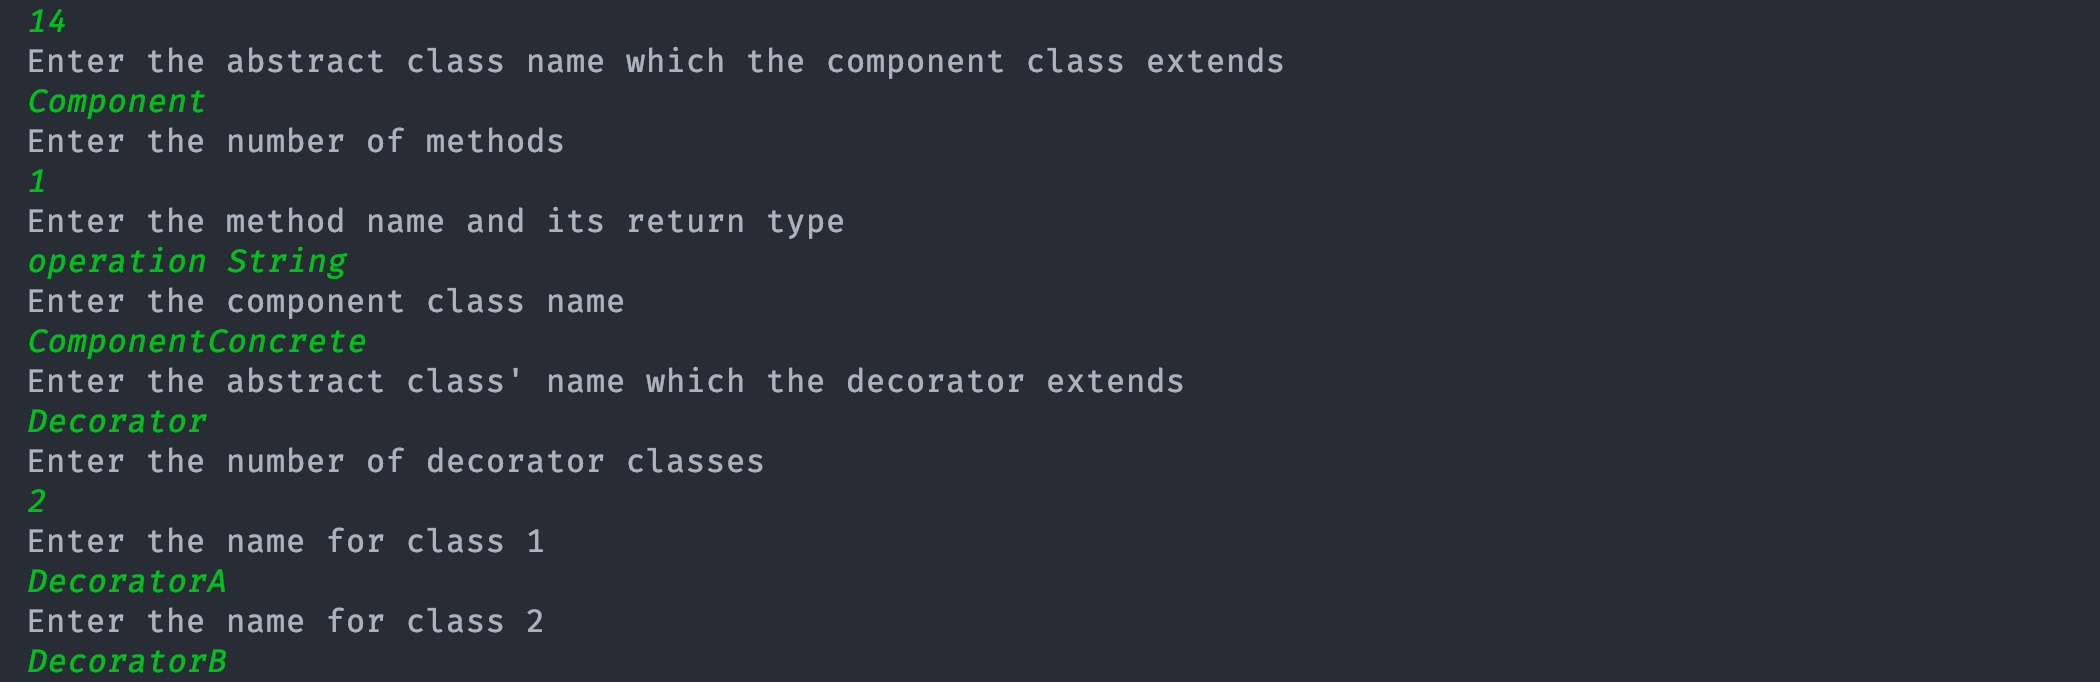 14
Enter the abstract class name which the component class extends
Component
Enter the number of methods
1
Enter the method name and its return type
operation String
Enter the component class name
ComponentConcrete
Enter the abstract class' name which the decorator extends
Decorator
Enter the number of decorator classes
2
Enter the name for class 1
DecoratorA
Enter the name for class 2
DecoratorB